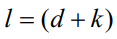 l = (d + k)